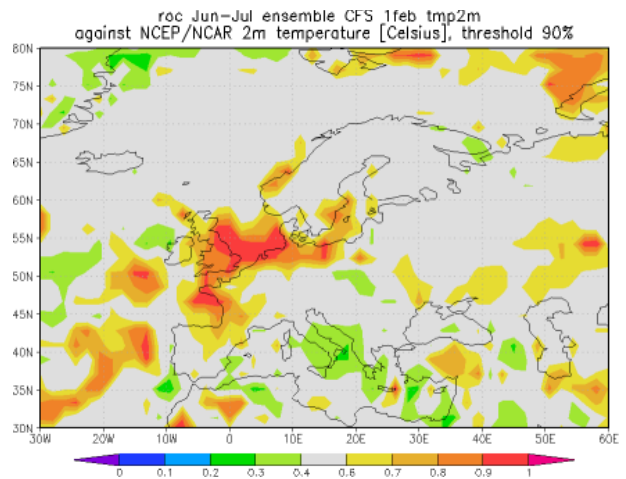 roc Jun-Jul ensemble CFS 1feb tmp2m
against NCEP/NCAR 2m temperature [Celsius], threshold 90%
80N
75N
70N
65N
60N
55N
50N
45N
40N
35N
30N
30W 20W 10W 0 10E 20E 30E 40E 50E 60E
0 0.1 0.2 0.3 0.4 0.6 0.7 0.8 0.9 1